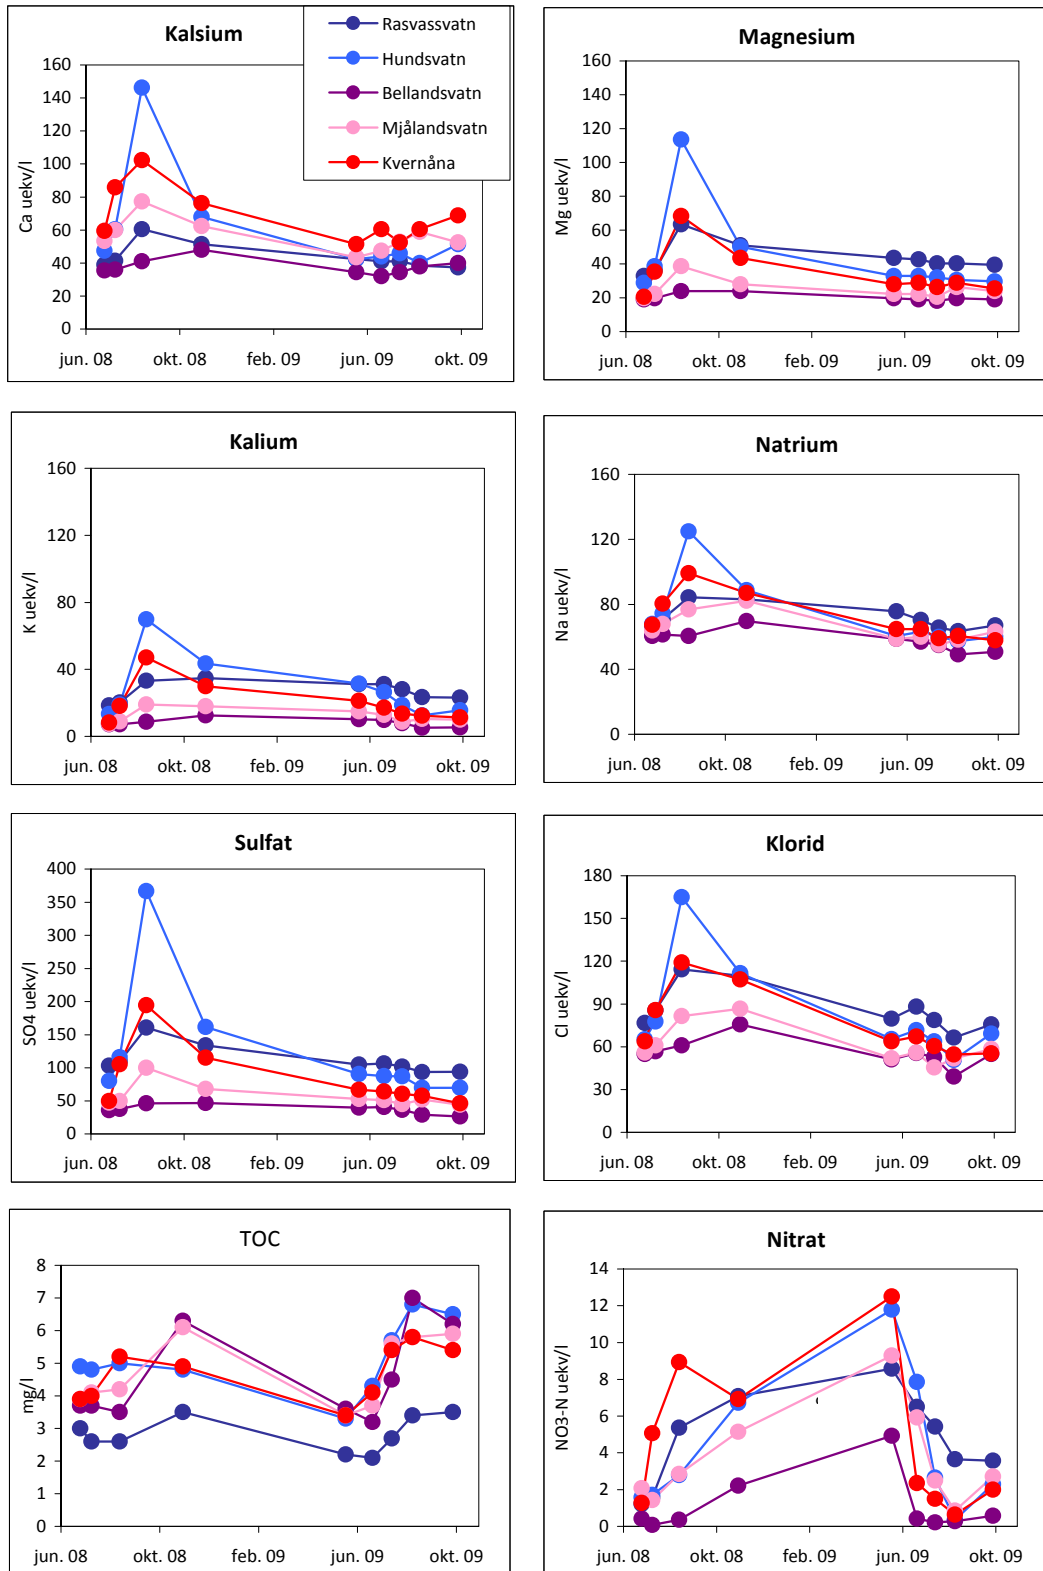 Kalsium
Rasvassvatn
Hundsvatn
Bellandsvatn
Mjålandsvatn
Kvernåna
Ca uekv/l
160
140
120
100
80
60
40
20
0
jun. 08 okt. 08 feb. 09 jun. 09 okt. 09
Magnesium
Mg uekv/l
160
140
120
100
80
60
40
20
0
jun. 08 okt. 08 feb. 09 jun. 09 okt. 09
Kalium
K uekv/l
160
120
80
40
0
jun. 08 okt. 08 feb. 09 jun. 09 okt. 09
Natrium
Na uekv/l
160
120
80
40
0
jun. 08 okt. 08 feb. 09 jun. 09 okt. 09
Sulfat
SO4 uekv/l
400
350
300
250
200
150
100
50
0
jun. 08 okt. 08 feb. 09 jun. 09 okt. 09
Klorid
Cl uekv/l
180
150
120
90
60
30
0
jun. 08 okt. 08 feb. 09 jun. 09 okt. 09
TOC
mg/l
8
7
6
5
4
3
2
1
0
jun. 08 okt. 08 feb. 09 jun. 09 okt. 09
Nitrat
NO3-N uekv/l
14
12
10
8
6
4
2
0
jun. 08 okt. 08 feb. 09 jun. 09 okt. 09